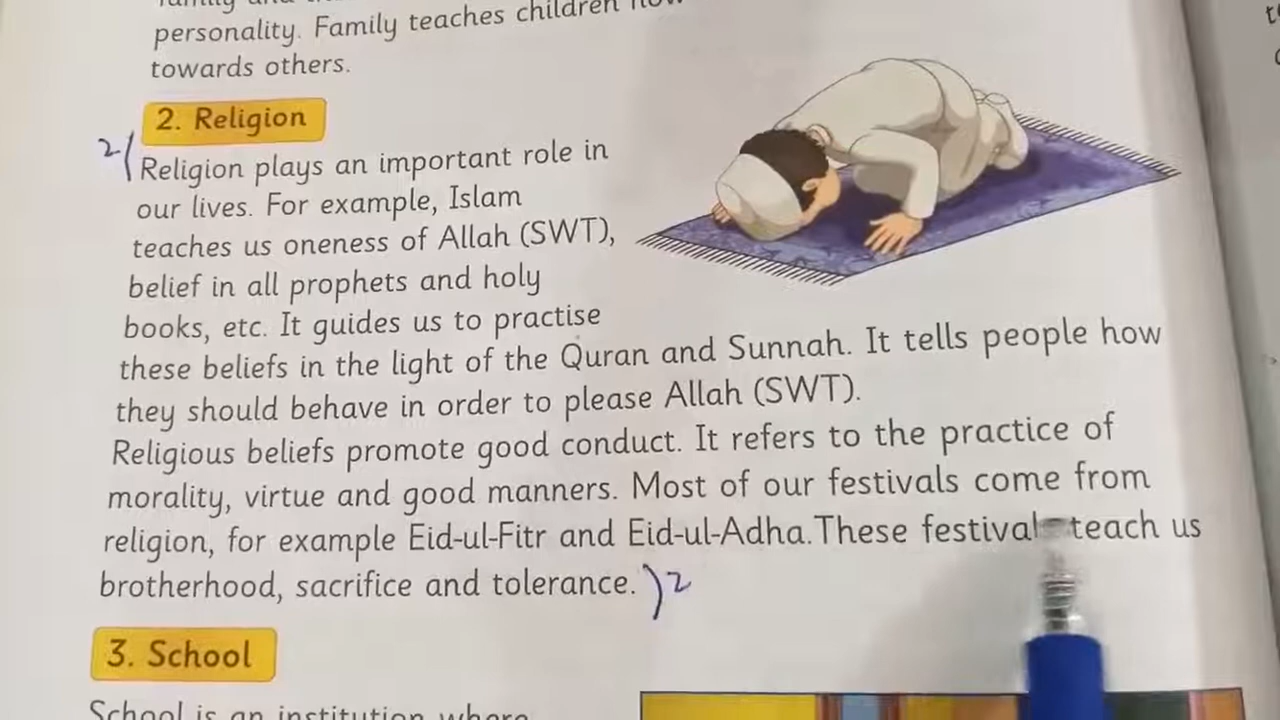 personality. Family teaches children how
towards others.
2. Religion
2/
Religion plays an important role in
our lives. For example, Islam
teaches us oneness of Allah (SWT),
belief in all prophets and holy
books, etc. It guides us to practise
these beliefs in the light of the Quran and Sunnah. It tells people how
they should behave in order to please Allah (SWT).
Religious beliefs promote good conduct. It refers to the practice of
morality, virtue and good manners. Most of our festivals come from
religion, for example Eid-ul-Fitr and Eid-ul-Adha. These festivals teach us
brotherhood, sacrifice and tolerance. )2
3. School
School is an institution where